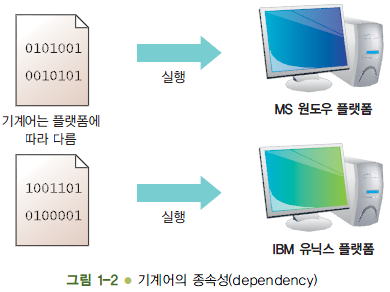 0101001
0010101
실행
MS 윈도우 플랫폼
기계어는 플랫폼에
따라 다름
1001101
0100001
실행
IBM 유닉스 플랫폼
그림 1-2 ● 기계어의 종속성(dependency)